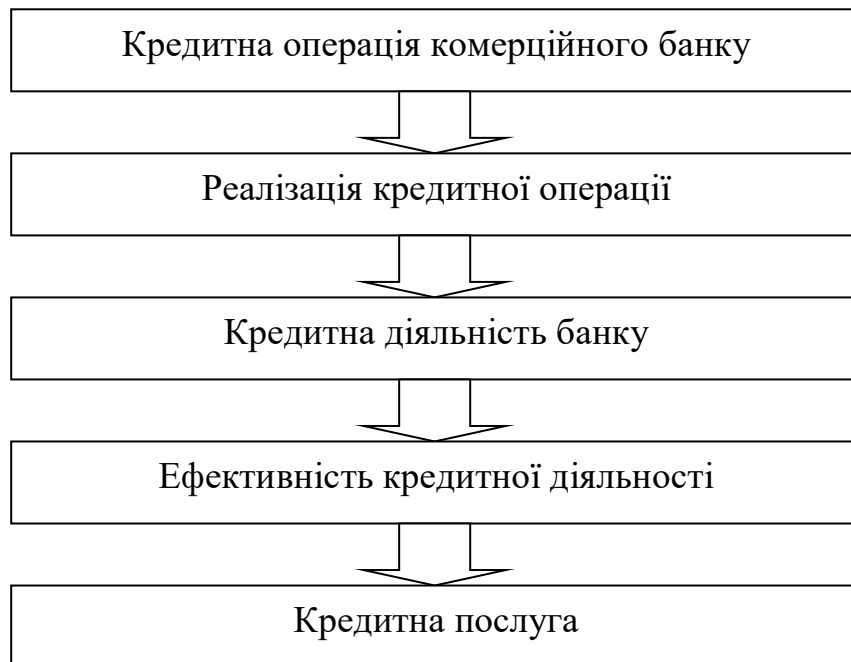 Кредитна операція комерційного банку
Реалізація кредитної операції
Кредитна діяльність банку
Ефективність кредитної діяльності
Кредитна послуга